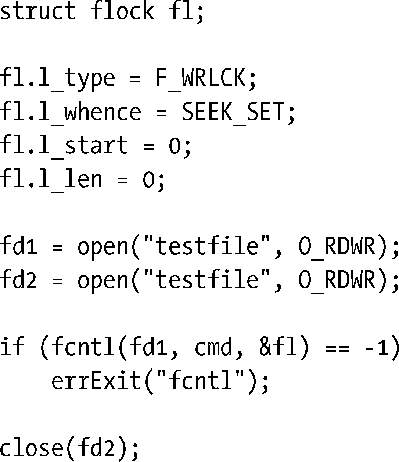 struct flock fl;

fl.l_type = F_WRLCK;
fl.l_whence = SEEK_SET;
fl.l_start = 0;
fl.l_len = 0;

fd1 = open("testfile", O_RDWR);
fd2 = open("testfile", O_RDWR);

if (fcntl(fd1, cmd, &fl) == -1)
    errExit("fcntl");

close(fd2);